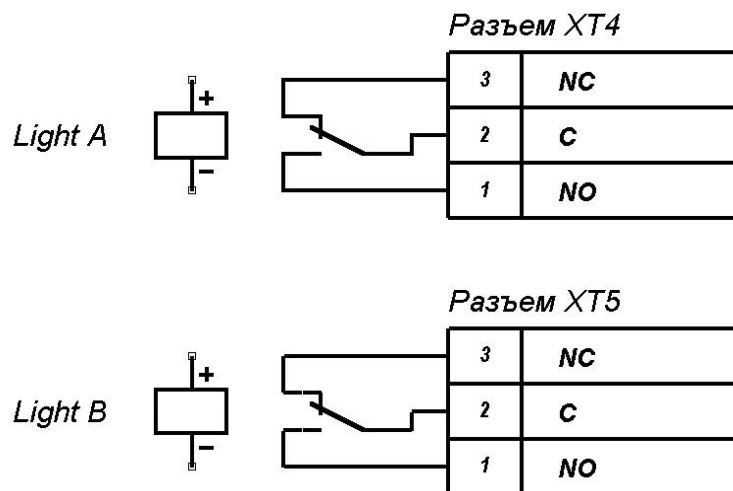 Разъем XT4
3 NC
+
Light A
2 C
–
1 NO
Разъем XT5
3 NC
+
Light B
2 C
–
1 NO